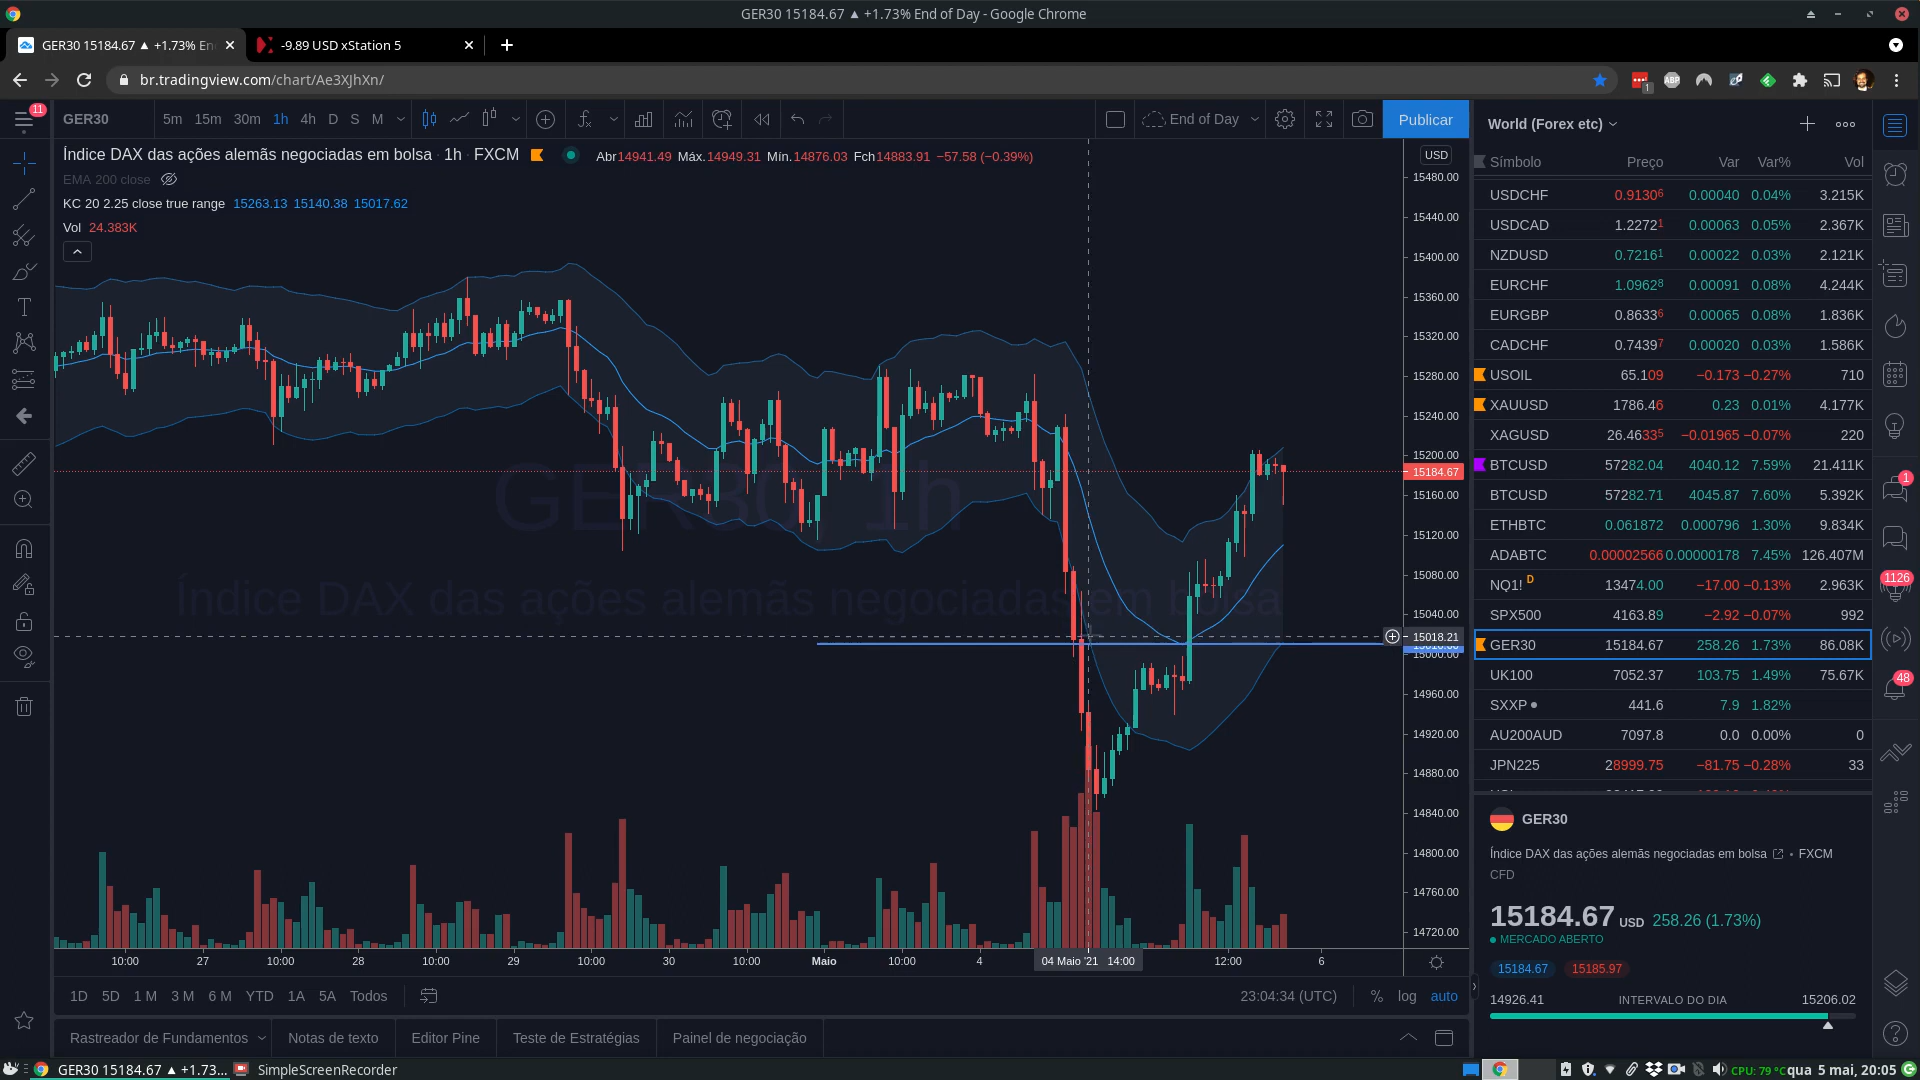 GER30 15184.67 ▲ +1.73% End of Day - Google Chrome
GER30 15184.67 ▲ +1.73% En
-9.89 USD xStation 5
br.tradingview.com/chart/Ae3XJhXn/
1
ABP
11
GER30
5m 15m 30m 1h 4h D S M
End of Day
Publicar
Índice DAX das ações alemãs negociadas em bolsa · 1h · FXCM
Abr14941.49 Máx.14949.31 Mín.14876.03 Fch14883.91 −57.58 (−0.39%)
EMA 200 close
KC 20 2.25 close true range 15263.13 15140.38 15017.62
Vol 24.383K
GER30, 1h
Índice DAX das ações alemãs negociadas em bolsa
USD
15480.00
15440.00
15400.00
15360.00
15320.00
15280.00
15240.00
15200.00
15184.67
15160.00
15120.00
15080.00
15040.00
15018.21
15000.00
14960.00
14920.00
14880.00
14840.00
14800.00
14760.00
14720.00
10:00 27 10:00 28 10:00 29 10:00 30 10:00 Maio 10:00 4 04 Maio '21 14:00 12:00 6
1D 5D 1 M 3 M 6 M YTD 1A 5A Todos
23:04:34 (UTC) % log auto
Rastreador de Fundamentos Notas de texto Editor Pine Teste de Estratégias Painel de negociação
World (Forex etc)
Símbolo Preço Var Var% Vol
USDCHF 0.91306 0.00040 0.04% 3.215K
USDCAD 1.22721 0.00063 0.05% 2.367K
NZDUSD 0.72161 0.00022 0.03% 2.121K
EURCHF 1.09628 0.00091 0.08% 4.244K
EURGBP 0.86336 0.00065 0.08% 1.836K
CADCHF 0.74397 0.00020 0.03% 1.586K
USOIL 65.109 −0.173 −0.27% 710
XAUUSD 1786.46 0.23 0.01% 4.177K
XAGUSD 26.46335 −0.01965 −0.07% 220
BTCUSD 57282.04 4040.12 7.59% 21.411K
BTCUSD 57282.71 4045.87 7.60% 5.392K
ETHBTC 0.061872 0.000796 1.30% 9.834K
ADABTC 0.00002566 0.00000178 7.45% 126.407M
NQ1! D 13474.00 −17.00 −0.13% 2.963K
SPX500 4163.89 −2.92 −0.07% 992
GER30 15184.67 258.26 1.73% 86.08K
UK100 7052.37 103.75 1.49% 75.67K
SXXP 441.6 7.9 1.82%
AU200AUD 7097.8 0.0 0.00% 0
JPN225 28999.75 −81.75 −0.28% 33
GER30
Índice DAX das ações alemãs negociadas em bolsa • FXCM
CFD
15184.67 USD 258.26 (1.73%)
MERCADO ABERTO
15184.67 15185.97
14926.41 INTERVALO DO DIA 15206.02
1
1126
48
GER30 15184.67 ▲ +1.73...
SimpleScreenRecorder
CPU: 79 °C
qua 5 mai, 20:05